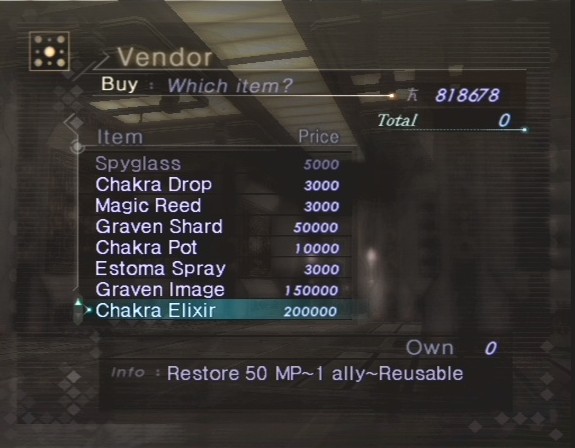 Vendor
Buy : Which item?
818678
Total 0
Item Price
Spyglass 5000
Chakra Drop 3000
Magic Reed 3000
Graven Shard 50000
Chakra Pot 10000
Estoma Spray 3000
Graven Image 150000
Chakra Elixir 200000
Own 0
Info : Restore 50 MP~1 ally~Reusable